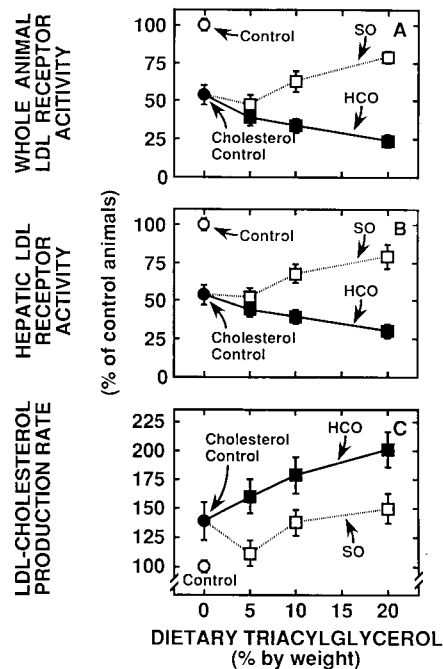 WHOLE ANIMAL
LDL RECEPTOR
ACITIVITY
100
75
50
25
0
A
Control
SO
HCO
Cholesterol
Control
HEPATIC LDL
RECEPTOR
ACTIVITY
(% of control animals)
100
75
50
25
0
B
Control
SO
HCO
Cholesterol
Control
LDL-CHOLESTEROL
PRODUCTION RATE
225
200
175
150
125
100
C
Cholesterol
Control
HCO
SO
Control
0
5
10
15
20
DIETARY TRIACYLGLYCEROL
(% by weight)